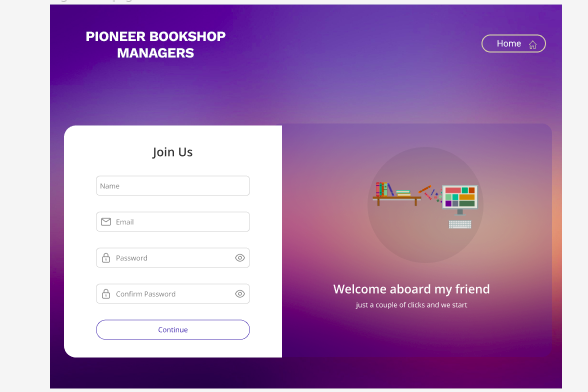 PIONEER BOOKSHOP
MANAGERS
Home
Join Us
Name
Email
Password
Confirm Password
Continue
Welcome aboard my friend
just a couple of clicks and we start